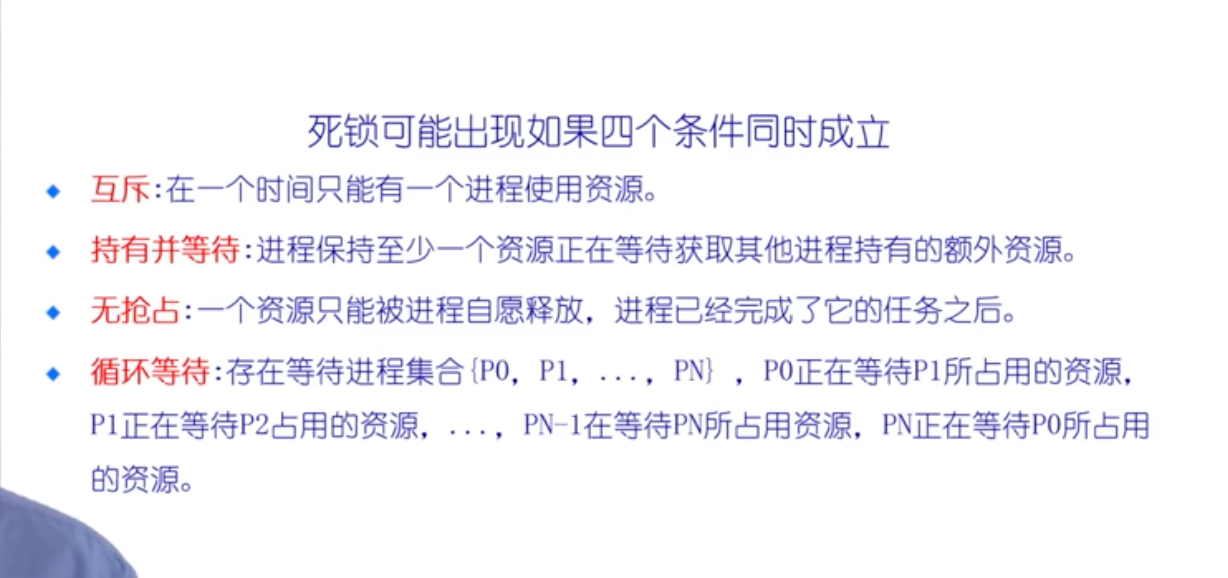 死锁可能出现如果四个条件同时成立
互斥:在一个时间只能有一个进程使用资源。
持有并等待:进程保持至少一个资源正在等待获取其他进程持有的额外资源。
无抢占:一个资源只能被进程自愿释放，进程已经完成了它的任务之后。
循环等待:存在等待进程集合{P0，P1，...，PN}，P0正在等待P1所占用的资源，
P1正在等待P2占用的资源，...，PN-1在等待PN所占用资源，PN正在等待P0所占用
的资源。